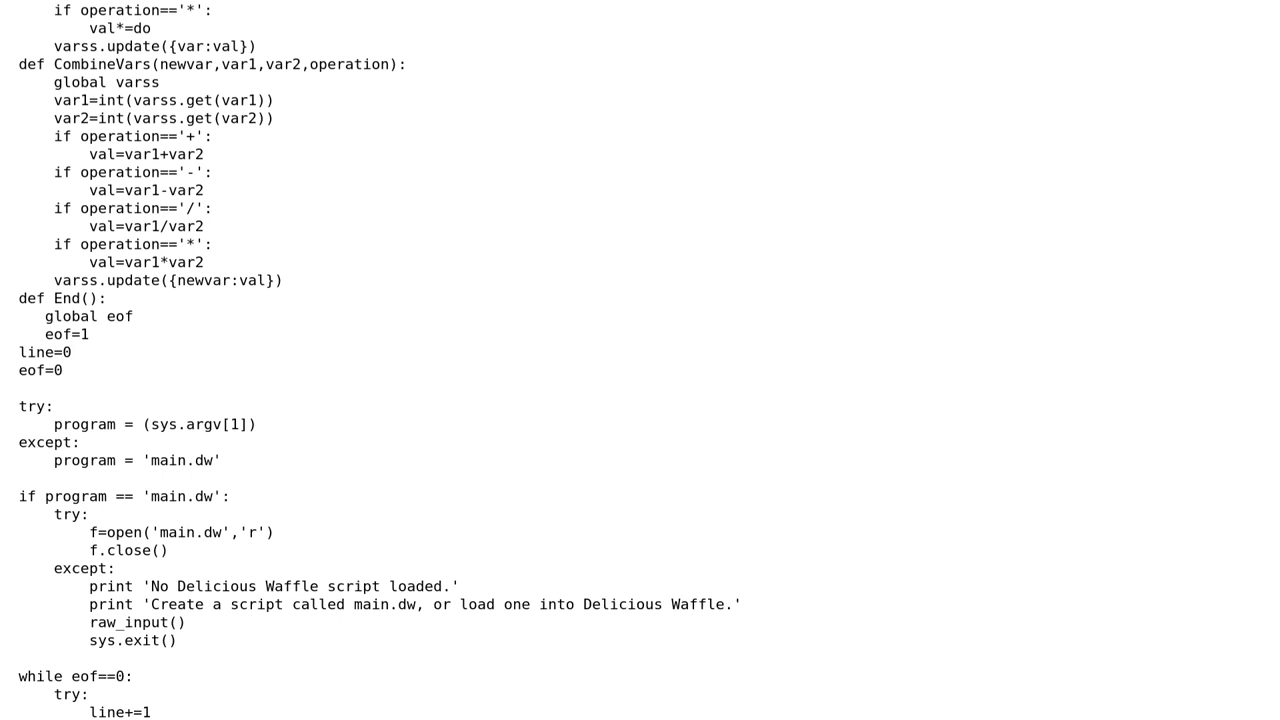 if operation=='*':
        val*=do
    varss.update({var:val})
def CombineVars(newvar,var1,var2,operation):
    global varss
    var1=int(varss.get(var1))
    var2=int(varss.get(var2))
    if operation=='+':
        val=var1+var2
    if operation=='-':
        val=var1-var2
    if operation=='/':
        val=var1/var2
    if operation=='*':
        val=var1*var2
    varss.update({newvar:val})
def End():
   global eof
   eof=1
line=0
eof=0

try:
    program = (sys.argv[1])
except:
    program = 'main.dw'

if program == 'main.dw':
    try:
        f=open('main.dw','r')
        f.close()
    except:
        print 'No Delicious Waffle script loaded.'
        print 'Create a script called main.dw, or load one into Delicious Waffle.'
        raw_input()
        sys.exit()

while eof==0:
    try:
        line+=1